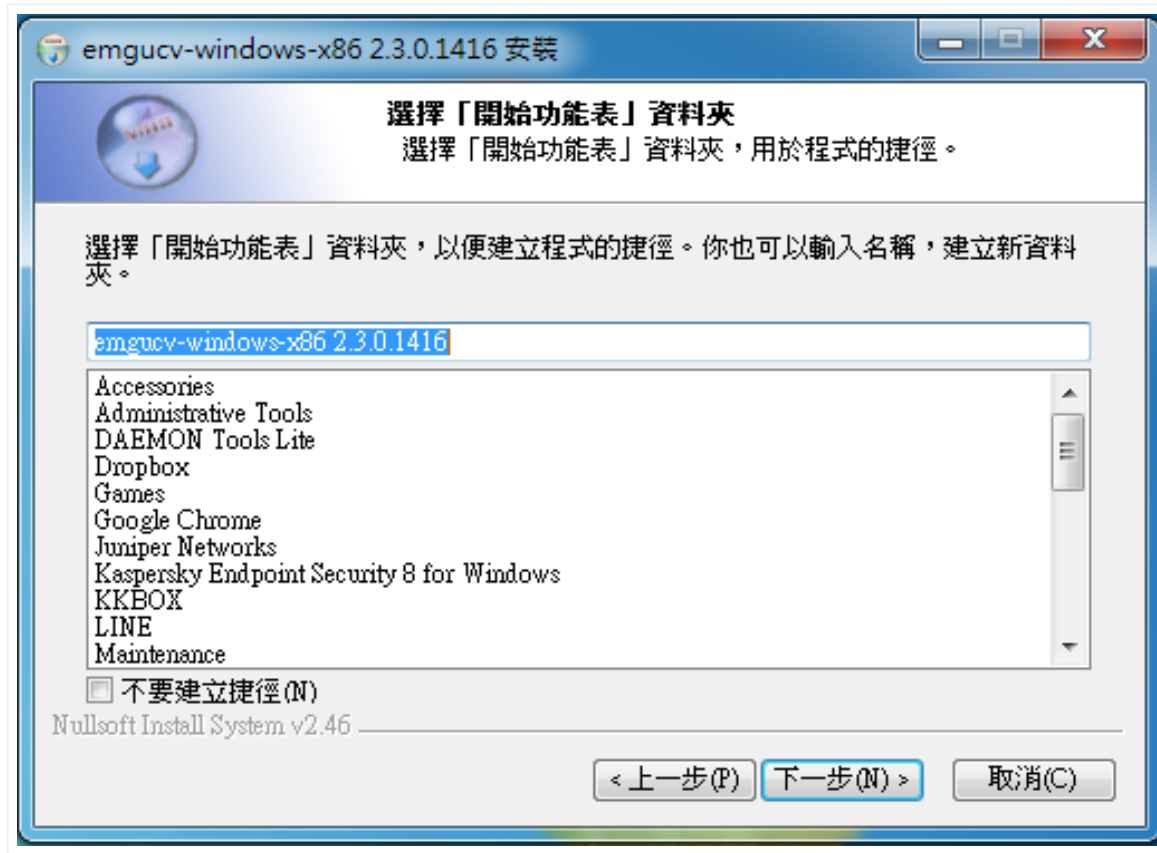 emgucv-windows-x86 2.3.0.1416 安裝
選擇「開始功能表」資料夾
選擇「開始功能表」資料夾，用於程式的捷徑。
選擇「開始功能表」資料夾，以便建立程式的捷徑。你也可以輸入名稱，建立新資料
夾。
emgucv-windows-x86 2.3.0.1416
Accessories
Administrative Tools
DAEMON Tools Lite
Dropbox
Games
Google Chrome
Juniper Networks
Kaspersky Endpoint Security 8 for Windows
KKBOX
LINE
Maintenance
不要建立捷徑(N)
Nullsoft Install System v2.46
<上一步(P) 下一步(N) > 取消(C)